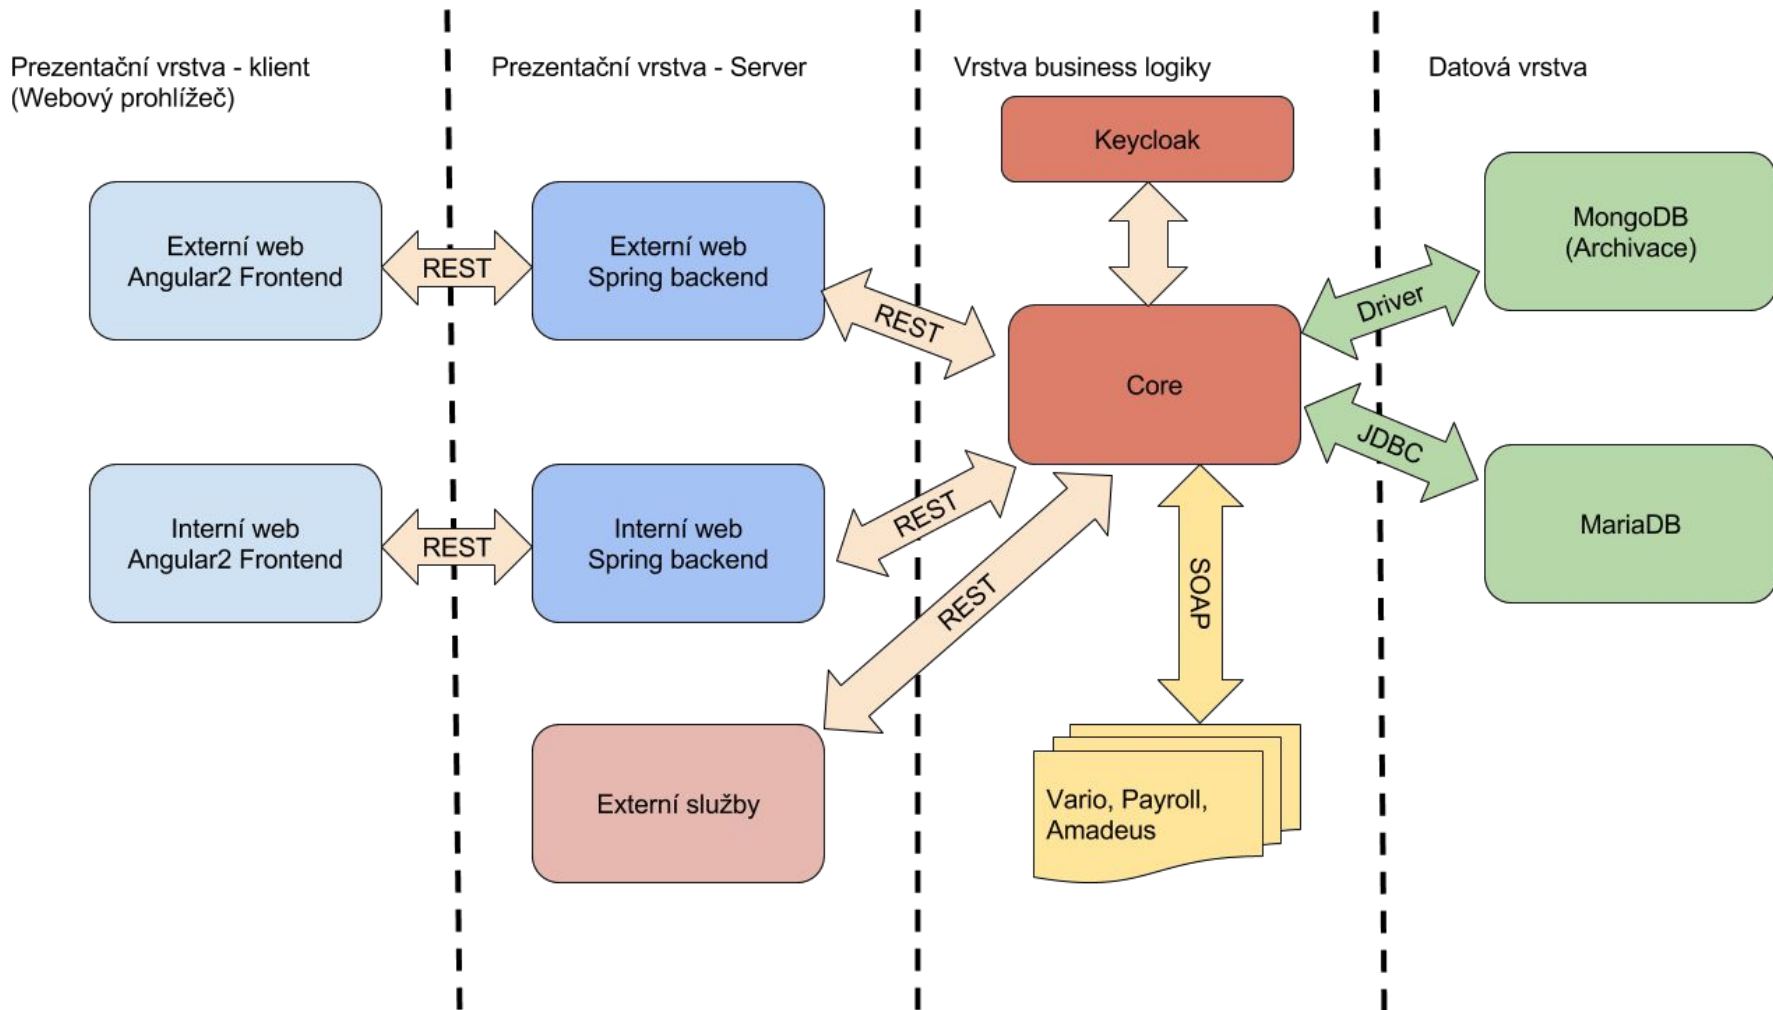 Prezentační vrstva - klient
(Webový prohlížeč)
Prezentační vrstva - Server
Vrstva business logiky
Datová vrstva
Keycloak
Externí web
Angular2 Frontend
REST
Externí web
Spring backend
REST
Core
Driver
MongoDB
(Archivace)
JDBC
MariaDB
Interní web
Angular2 Frontend
REST
Interní web
Spring backend
REST
REST
SOAP
Externí služby
Vario, Payroll,
Amadeus